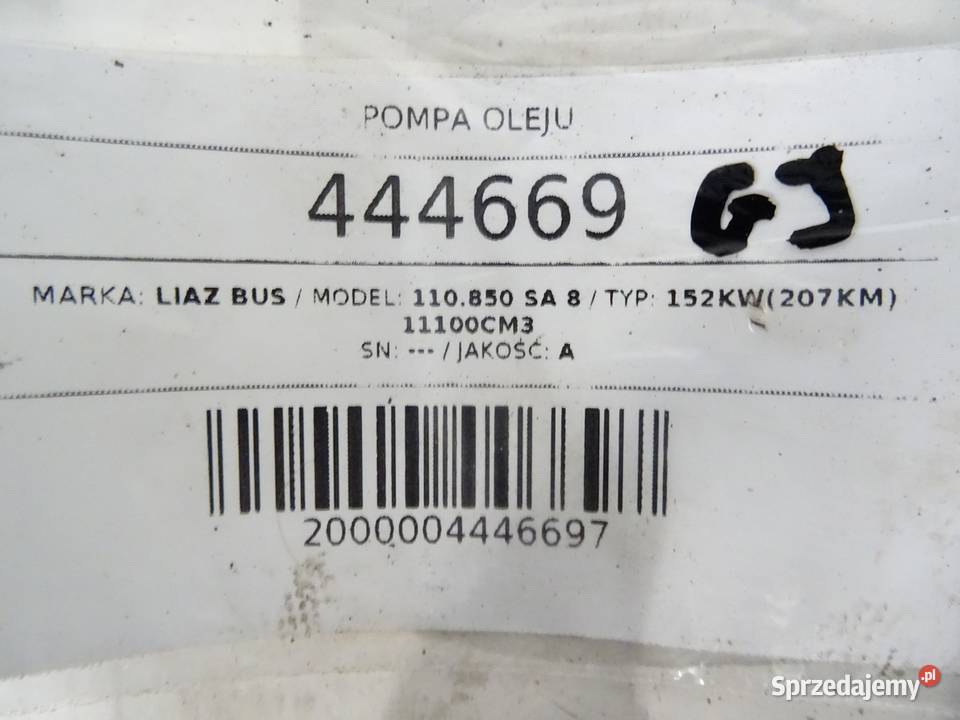 POMPA OLEJU
444669 GJ
MARKA: LIAZ BUS / MODEL: 110.850 SA 8 / TYP: 152KW(207KM)
11100CM3
SN: --- / JAKOŚĆ: A
2000004446697
Sprzedajemy.pl